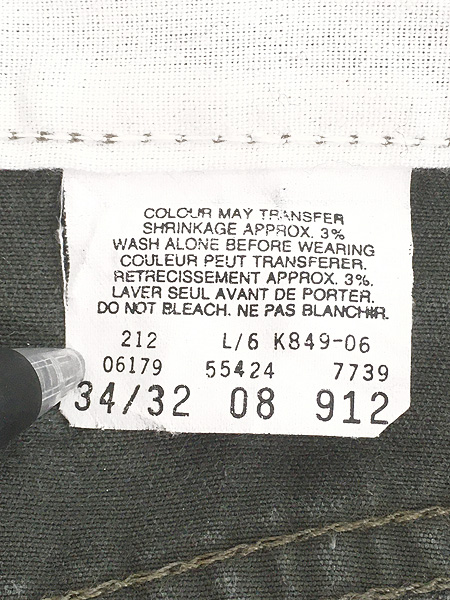 COLOUR MAY TRANSFER
SHRINKAGE APPROX. 3%
WASH ALONE BEFORE WEARING
COULEUR PEUT TRANSFERER.
RETRECISSEMENT APPROX. 3%.
LAVER SEUL AVANT DE PORTER.
DO NOT BLEACH. NE PAS BLANCHIR.
212 L/6 K849-06
06179 55424 7739
34/32 08 912